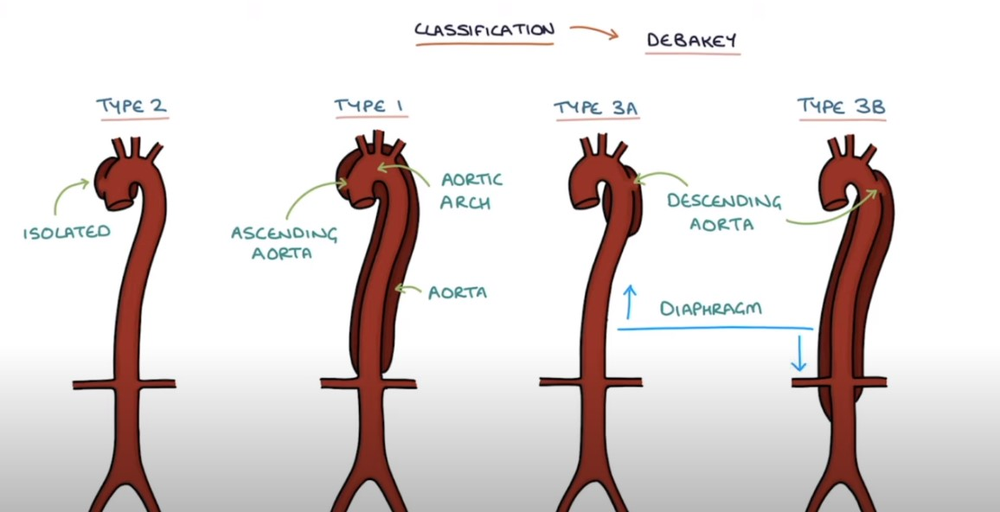 CLASSIFICATION
DEBAKEY
TYPE 2
TYPE 1
TYPE 3A
TYPE 3B
ISOLATED
ASCENDING
AORTA
AORTIC
ARCH
AORTA
DESCENDING
AORTA
DIAPHRAGM